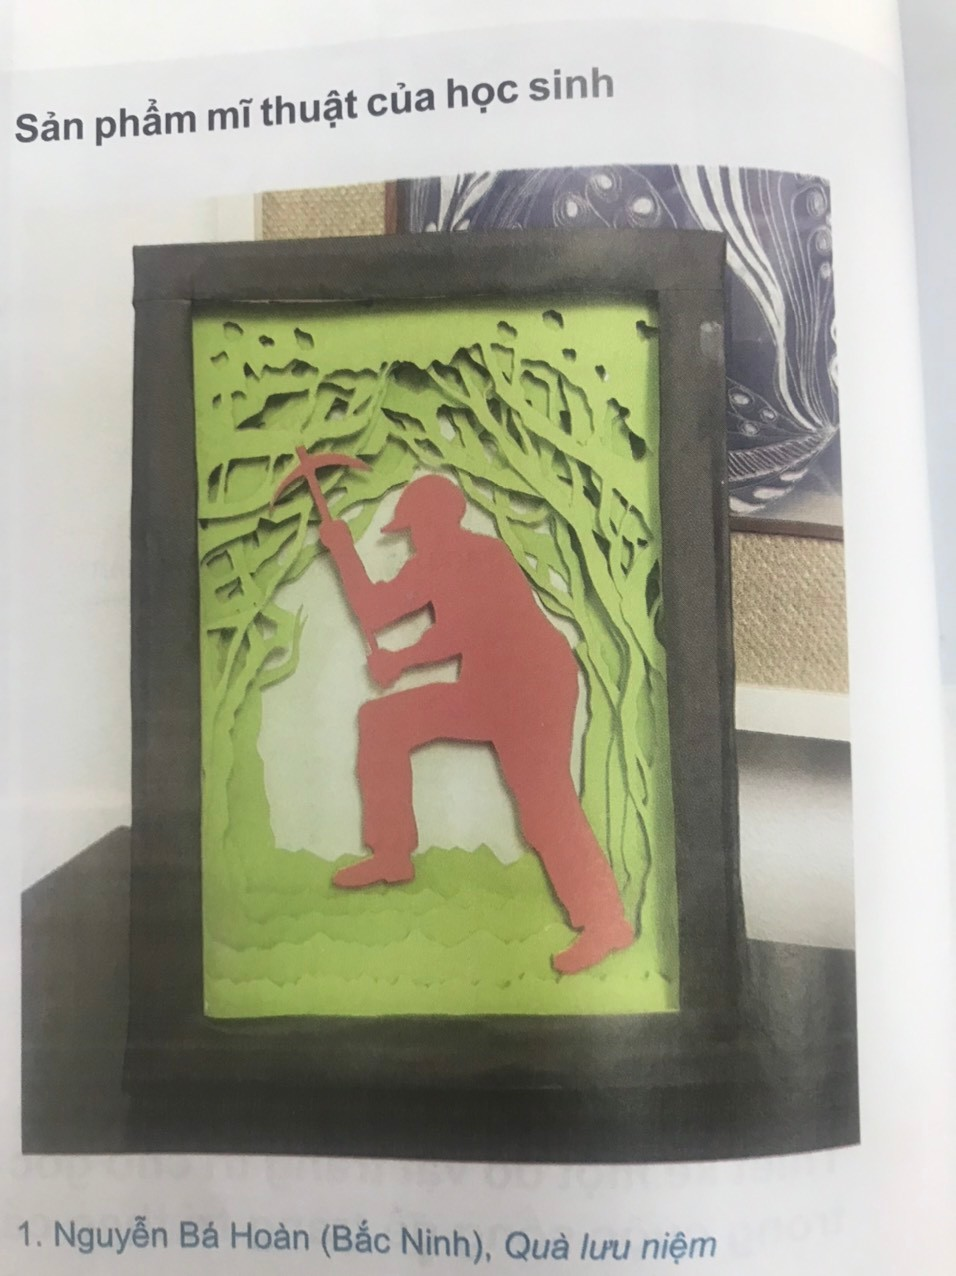 Sản phẩm mĩ thuật của học sinh
1. Nguyễn Bá Hoàn (Bắc Ninh), Quà lưu niệm